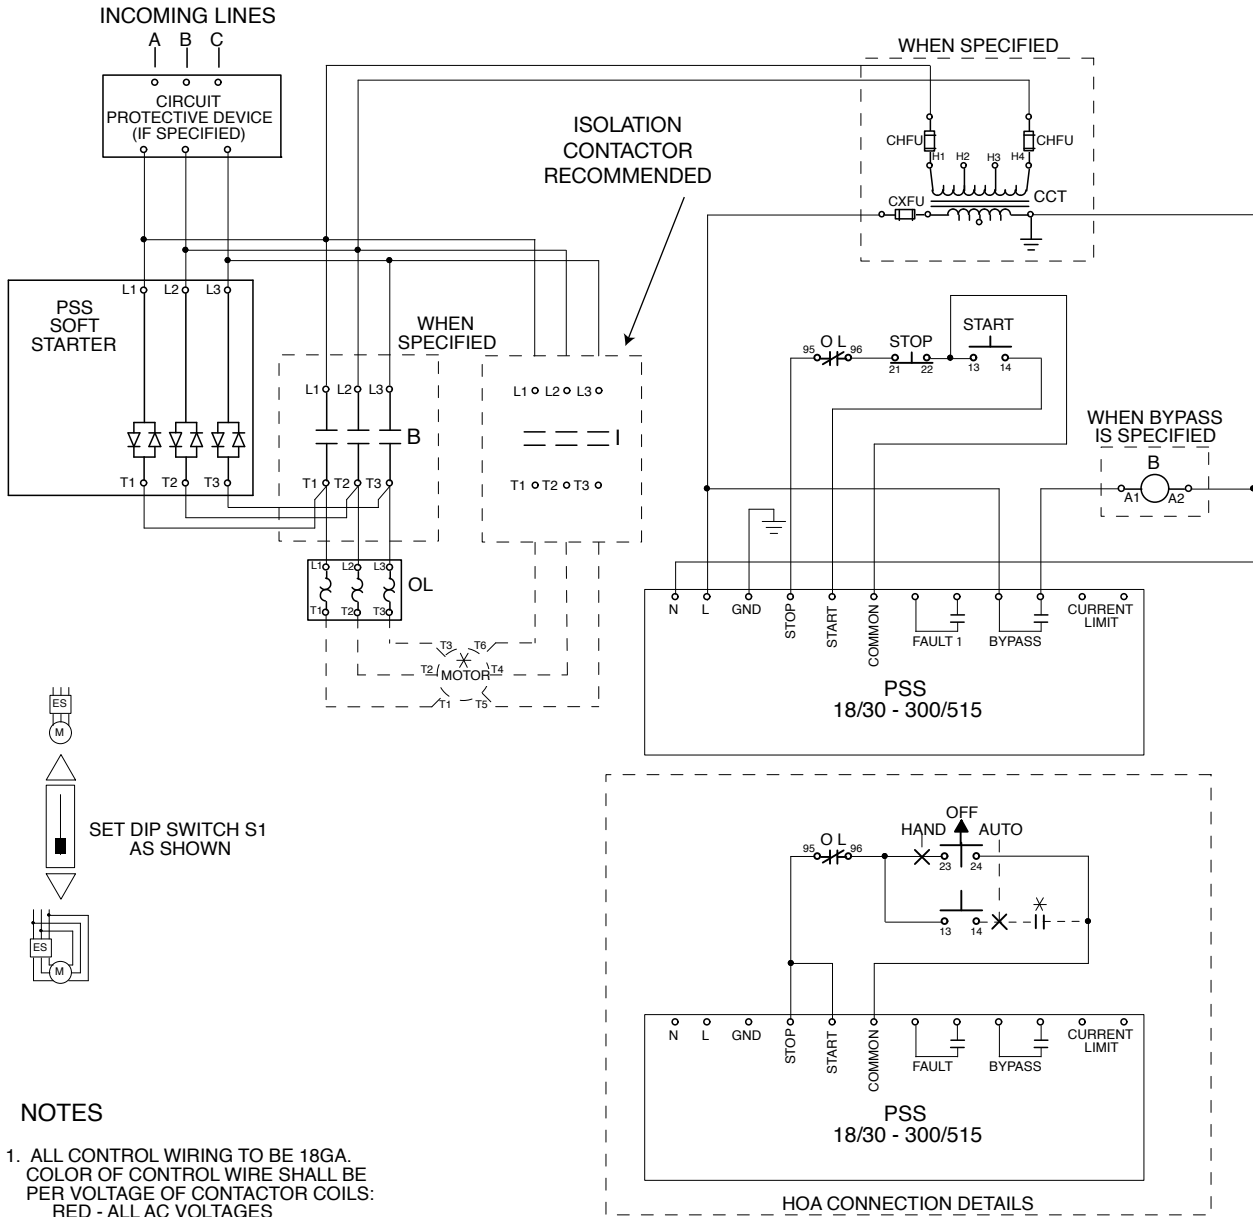 INCOMING LINES
A B C
CIRCUIT
PROTECTIVE DEVICE
(IF SPECIFIED)
ISOLATION
CONTACTOR
RECOMMENDED
WHEN SPECIFIED
CHFU CHFU
H1 H2 H3 H4
CCT
CXFU
L1 L2 L3
PSS
SOFT
STARTER
T1 T2 T3
WHEN
SPECIFIED
L1 L2 L3
B
T1 T2 T3
L1 L2 L3
I
T1 T2 T3
L1 L2 L3
OL
T1 T2 T3
T3 T6
T2 MOTOR T4
T1 T5
95 O L 96
STOP
21 22
START
13 14
WHEN BYPASS
IS SPECIFIED
B
A1 A2
N L GND STOP START COMMON FAULT 1 BYPASS CURRENT
LIMIT
PSS
18/30 - 300/515
ES
M
SET DIP SWITCH S1
AS SHOWN
ES
M
OFF
HAND AUTO
95 O L 96
23 24
13 14
N L GND STOP START COMMON FAULT BYPASS CURRENT
LIMIT
PSS
18/30 - 300/515
HOA CONNECTION DETAILS
NOTES
1. ALL CONTROL WIRING TO BE 18GA.
COLOR OF CONTROL WIRE SHALL BE
PER VOLTAGE OF CONTACTOR COILS:
RED - ALL AC VOLTAGES